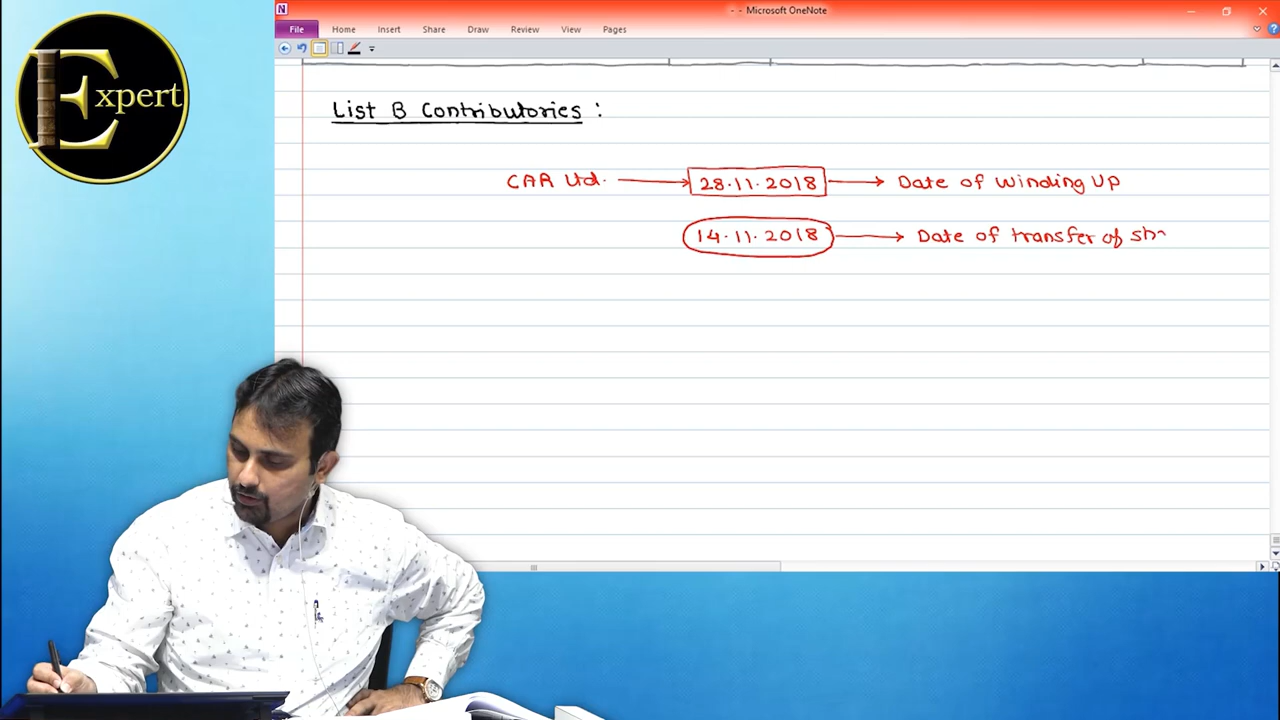 Expert
- - Microsoft OneNote
File Home Insert Share Draw Review View Pages
List B Contributories :
CAR Ltd. → 28.11.2018 → Date of Winding Up
14.11.2018 → Date of transfer of sh